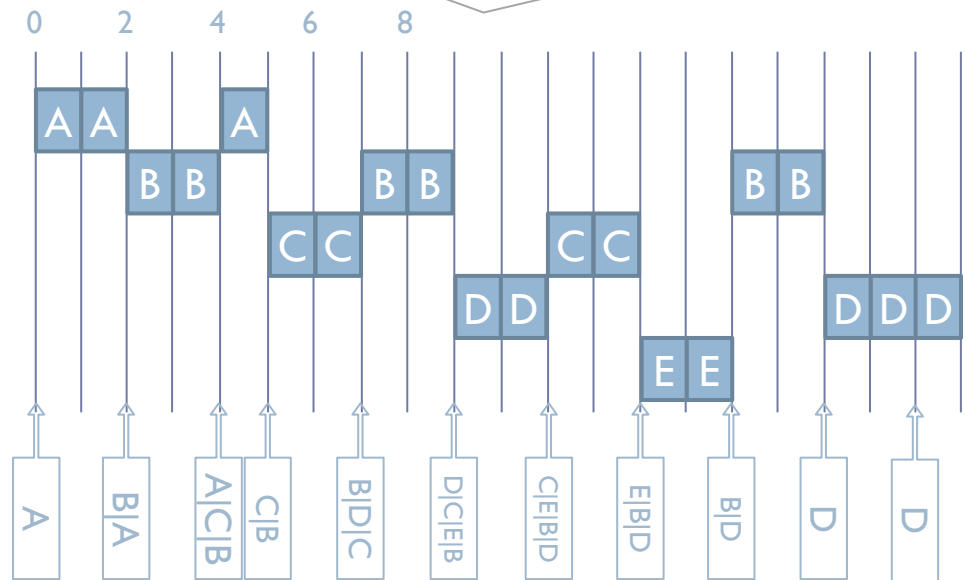 0 2 4 6 8
A A A
B B B B B B
C C C C
D D D D D
E E
A
B|A
A|C|B
C|B
B|D|C
D|C|E|B
C|E|B|D
E|B|D
B|D
D
D